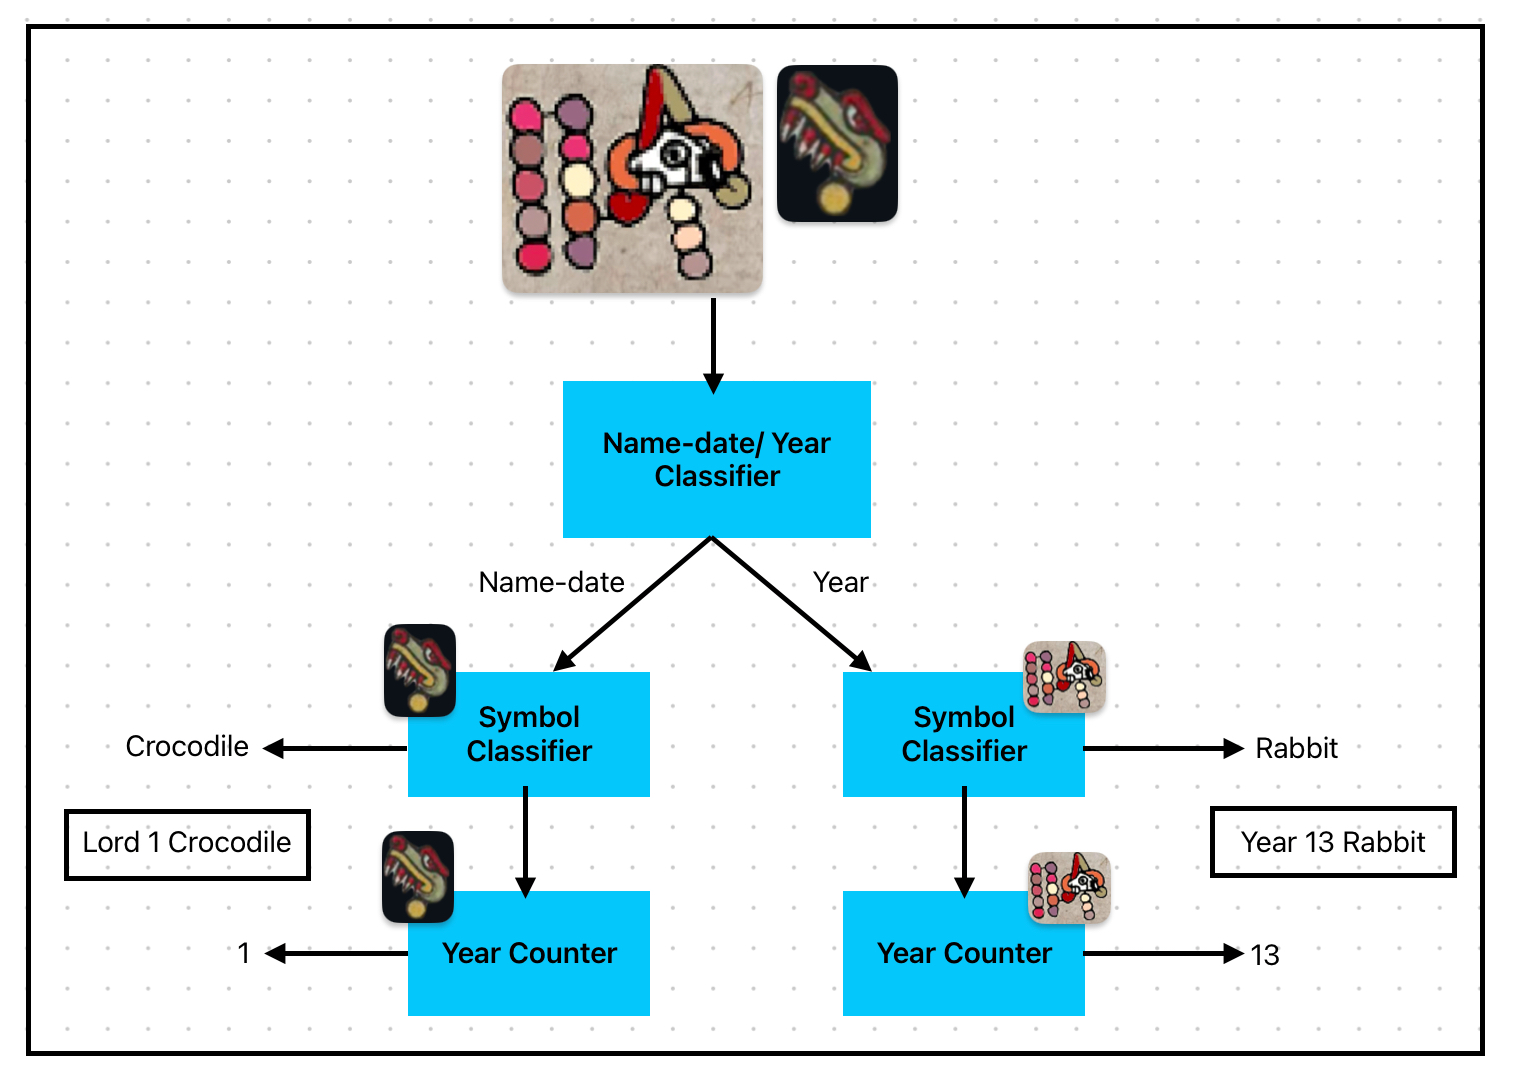 Name-date/ Year
Classifier
Name-date
Year
Symbol
Classifier
Symbol
Classifier
Crocodile
Rabbit
Lord 1 Crocodile
Year 13 Rabbit
1
Year Counter
Year Counter
13